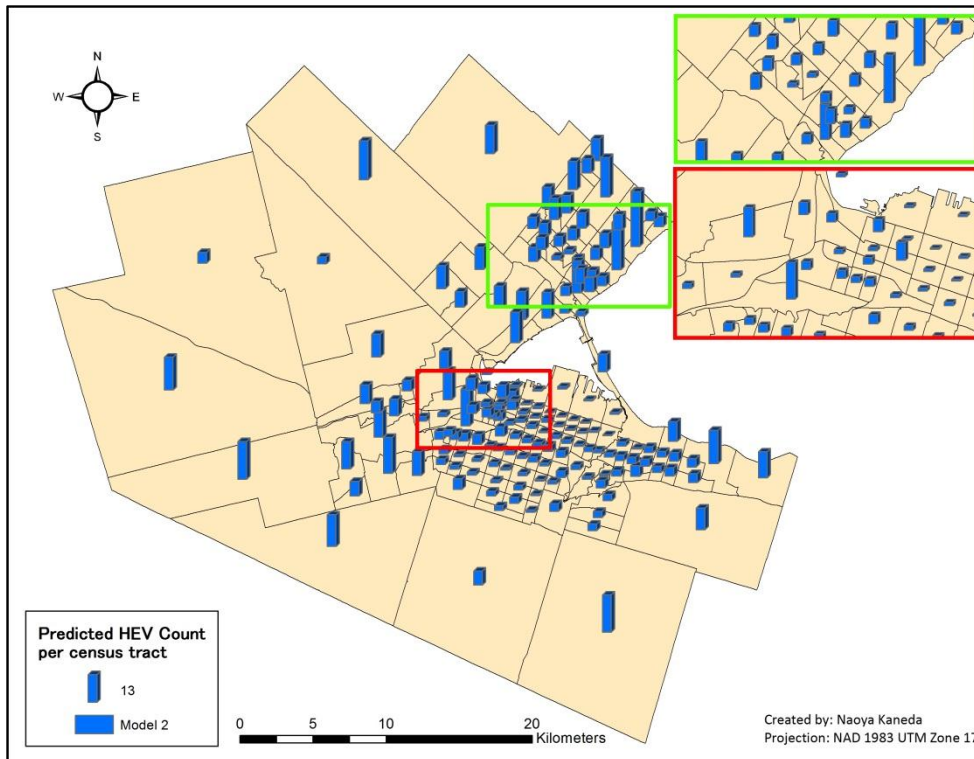 N
W E
S
Predicted HEV Count
per census tract
13
Model 2
0 5 10 20
Kilometers
Created by: Naoya Kaneda
Projection: NAD 1983 UTM Zone 17